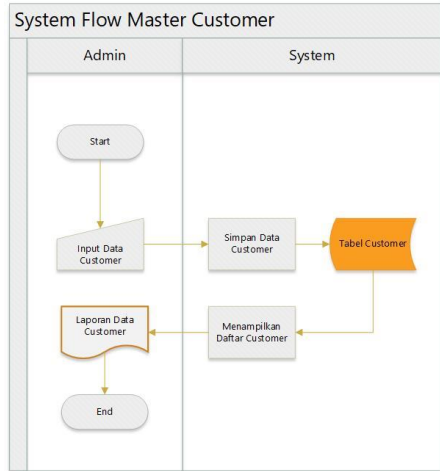 System Flow Master Customer
Admin
System
Start
Input Data
Customer
Simpan Data
Customer
Tabel Customer
Laporan Data
Customer
Menampilkan
Daftar Customer
End